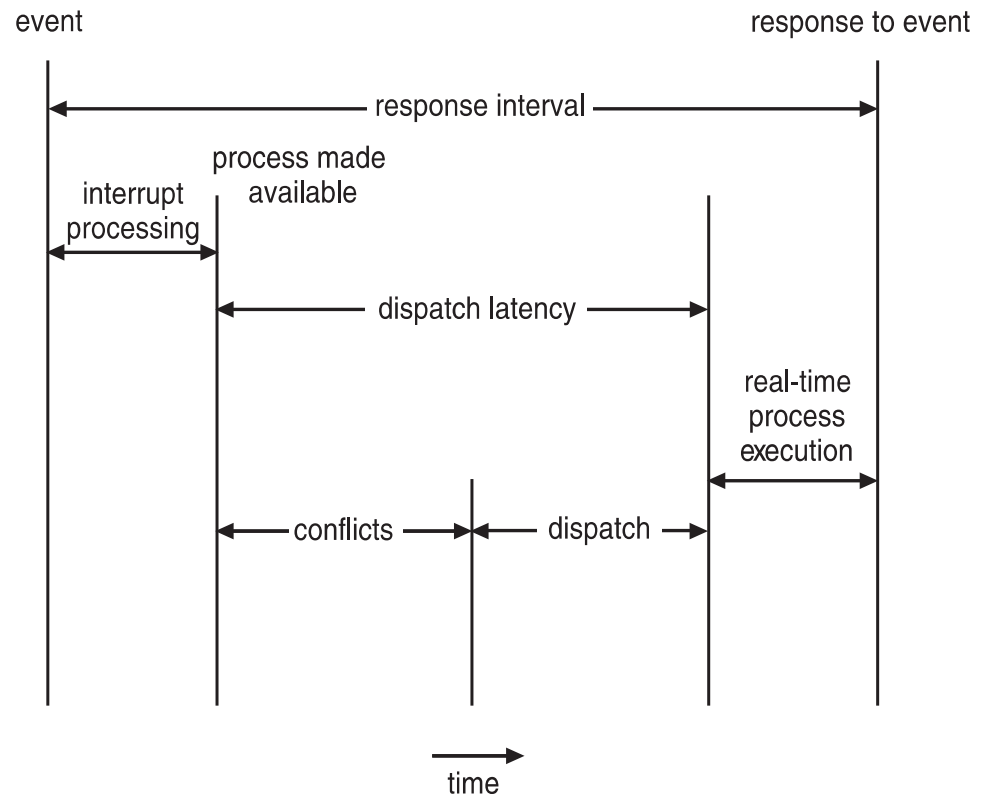 event
response to event
response interval
process made
available
interrupt
processing
dispatch latency
real-time
process
execution
conflicts
dispatch
time